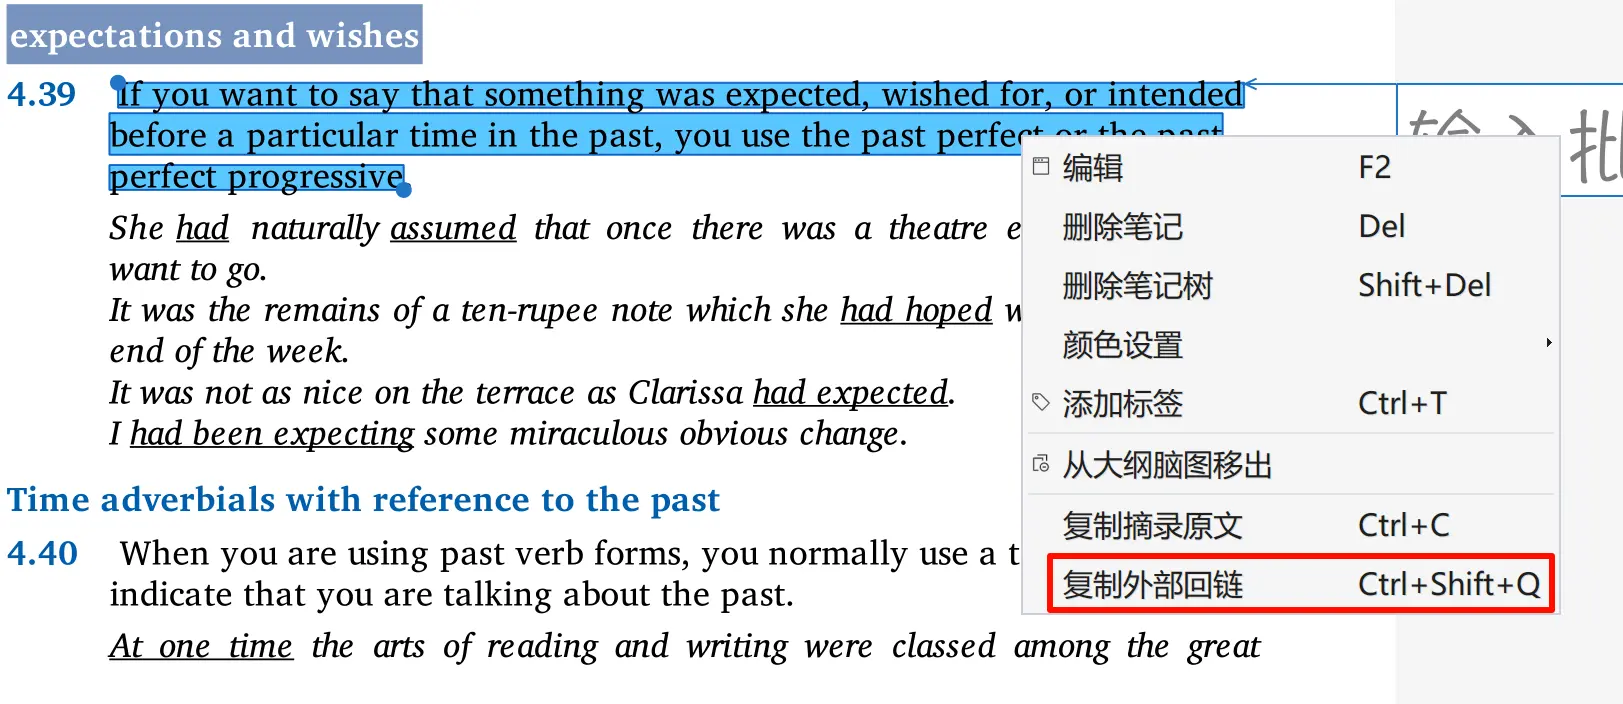 expectations and wishes
4.39 If you want to say that something was expected, wished for, or intended
before a particular time in the past, you use the past perfect or the past
perfect progressive.
She had naturally assumed that once there was a theatre e
want to go.
It was the remains of a ten-rupee note which she had hoped w
end of the week.
It was not as nice on the terrace as Clarissa had expected.
I had been expecting some miraculous obvious change.
Time adverbials with reference to the past
4.40 When you are using past verb forms, you normally use a t
indicate that you are talking about the past.
At one time the arts of reading and writing were classed among the great
输入批
编辑 F2
删除笔记 Del
删除笔记树 Shift+Del
颜色设置
添加标签 Ctrl+T
从大纲脑图移出
复制摘录原文 Ctrl+C
复制外部回链 Ctrl+Shift+Q